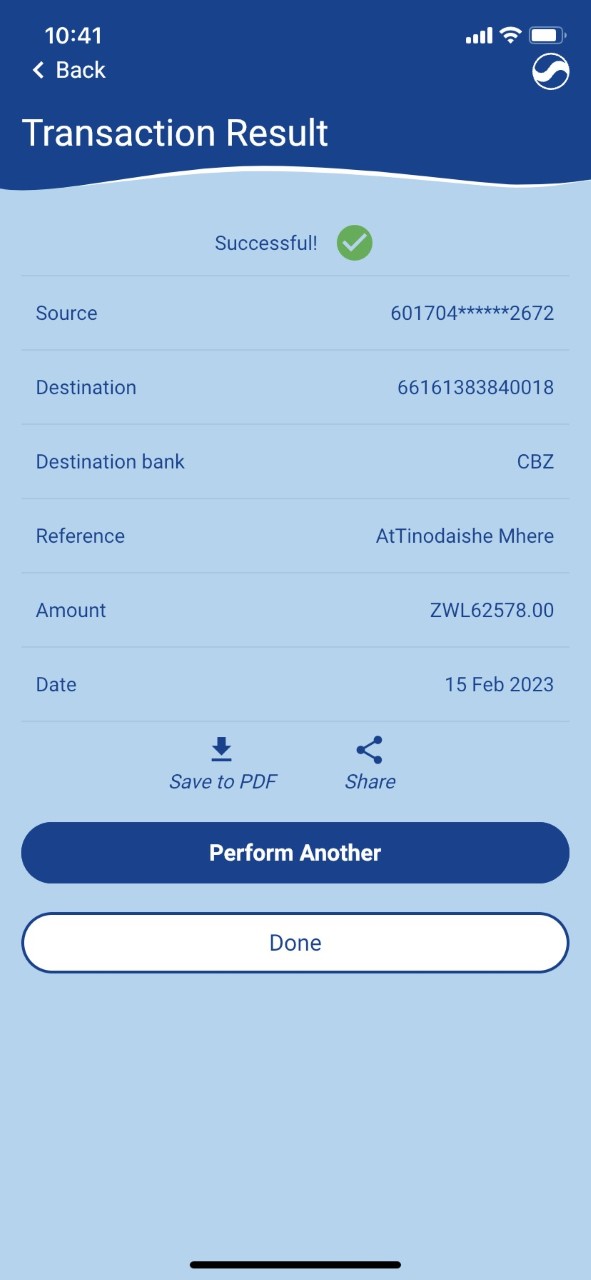 10:41
Back
Transaction Result
Successful!
Source 601704******2672
Destination 66161383840018
Destination bank CBZ
Reference AtTinodaishe Mhere
Amount ZWL62578.00
Date 15 Feb 2023
Save to PDF Share
Perform Another
Done